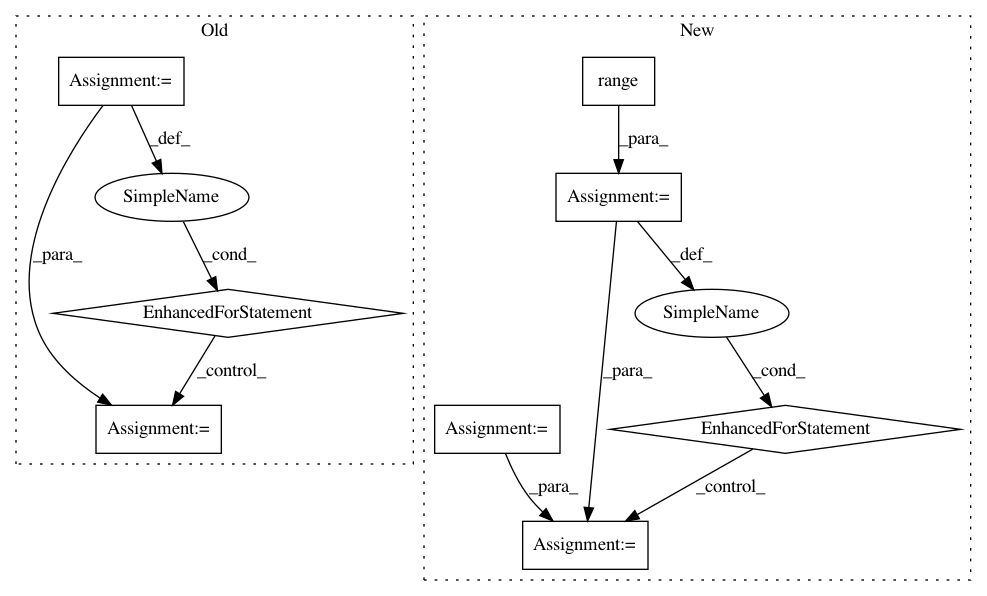 Old
New
Assignment:=
range
_def_
_para_
SimpleName
Assignment:=
_para_
_cond_
_def_
EnhancedForStatement
SimpleName
_control_
_para_
_cond_
Assignment:=
Assignment:=
EnhancedForStatement
_para_
_control_
Assignment:=